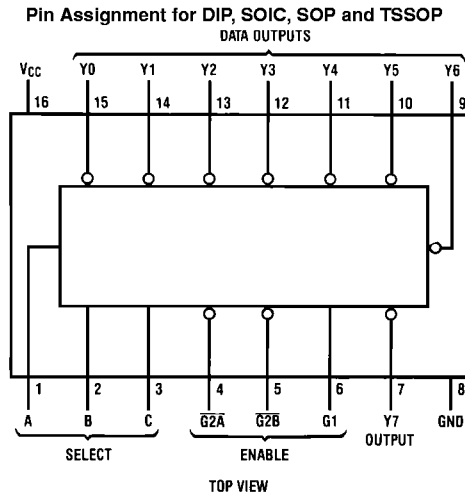 Pin Assignment for DIP, SOIC, SOP and TSSOP
DATA OUTPUTS
VCC Y0 Y1 Y2 Y3 Y4 Y5 Y6
16 15 14 13 12 11 10 9
1 2 3 4 5 6 7 8
A B C G2A G2B G1 Y7 GND
OUTPUT
SELECT ENABLE
TOP VIEW